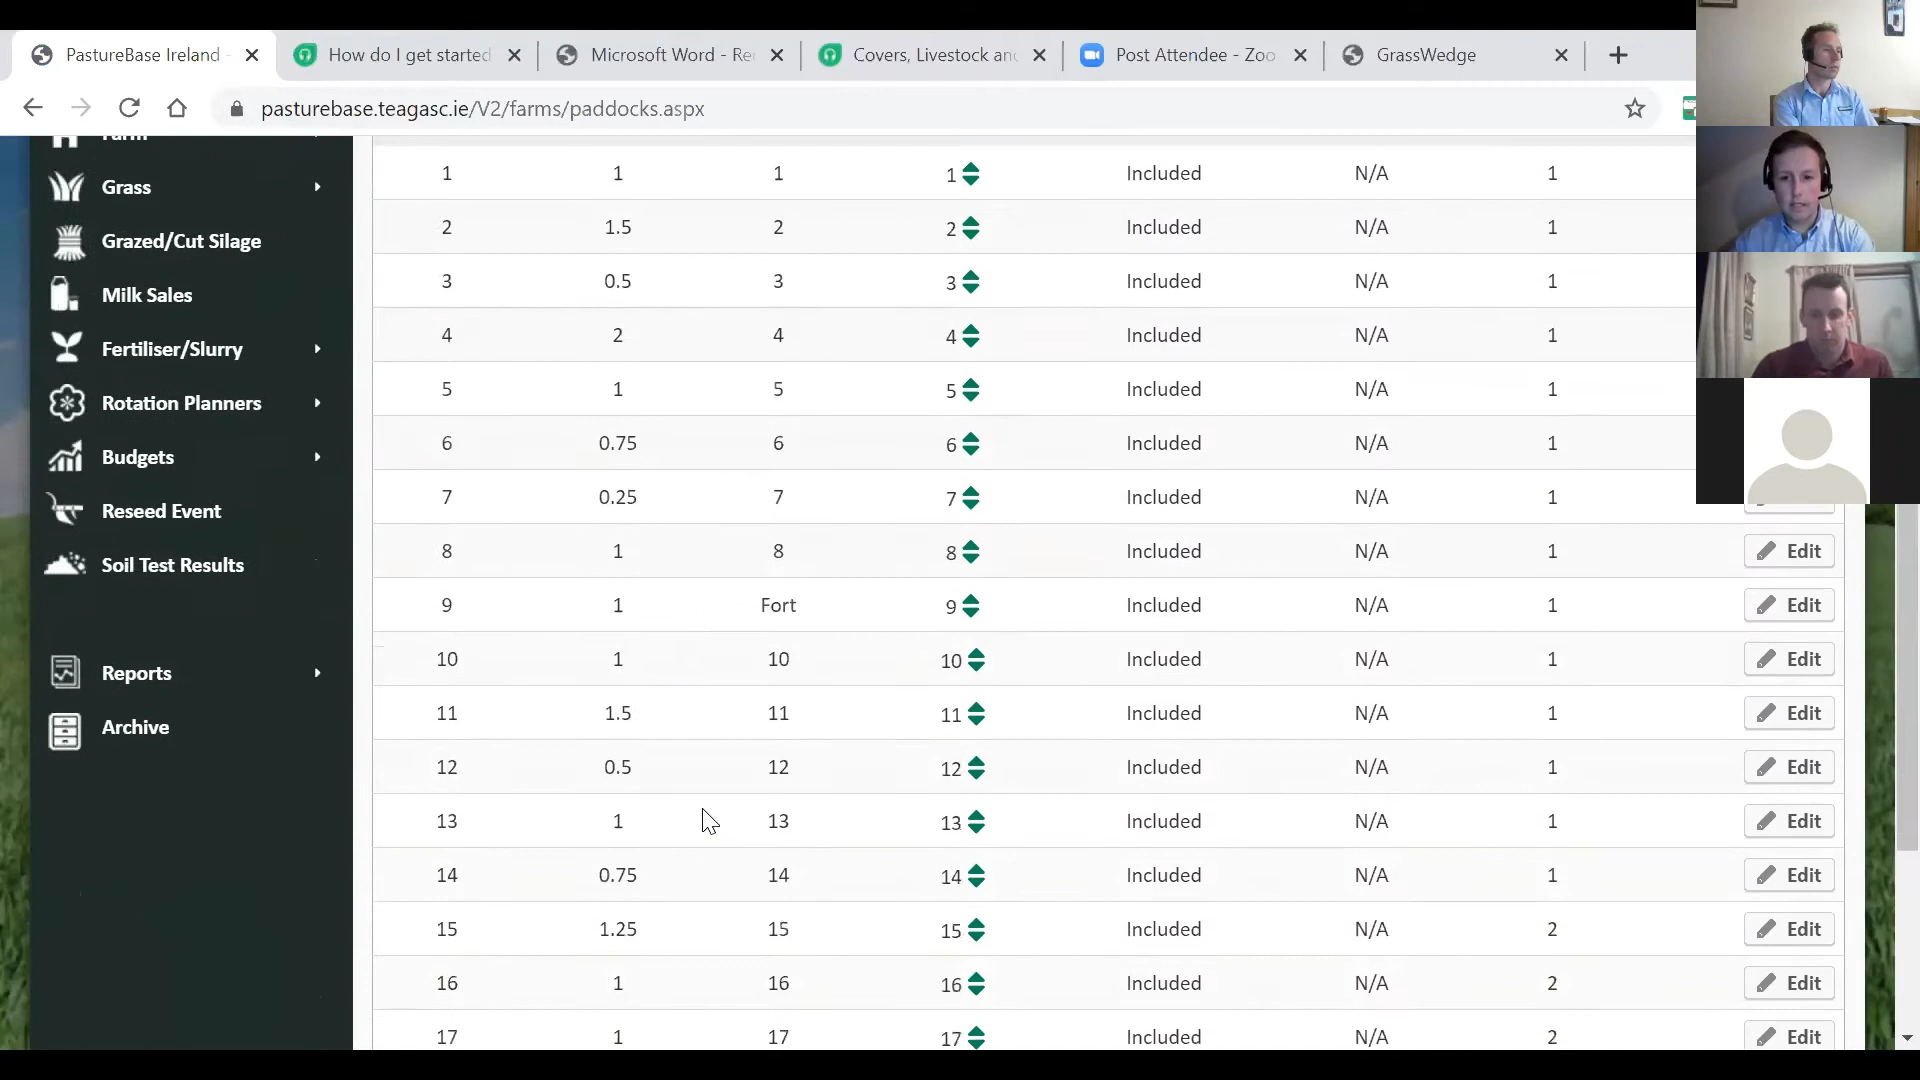 PastureBase Ireland -
How do I get started
Microsoft Word - Re
Covers, Livestock an
Post Attendee - Zoo
GrassWedge
pasturebase.teagasc.ie/V2/farms/paddocks.aspx
Farm
Grass
Grazed/Cut Silage
Milk Sales
Fertiliser/Slurry
Rotation Planners
Budgets
Reseed Event
Soil Test Results
Reports
Archive
1 1 1 1 Included N/A 1
2 1.5 2 2 Included N/A 1
3 0.5 3 3 Included N/A 1
4 2 4 4 Included N/A 1
5 1 5 5 Included N/A 1
6 0.75 6 6 Included N/A 1
7 0.25 7 7 Included N/A 1
8 1 8 8 Included N/A 1 Edit
9 1 Fort 9 Included N/A 1 Edit
10 1 10 10 Included N/A 1 Edit
11 1.5 11 11 Included N/A 1 Edit
12 0.5 12 12 Included N/A 1 Edit
13 1 13 13 Included N/A 1 Edit
14 0.75 14 14 Included N/A 1 Edit
15 1.25 15 15 Included N/A 2 Edit
16 1 16 16 Included N/A 2 Edit
17 1 17 17 Included N/A 2 Edit